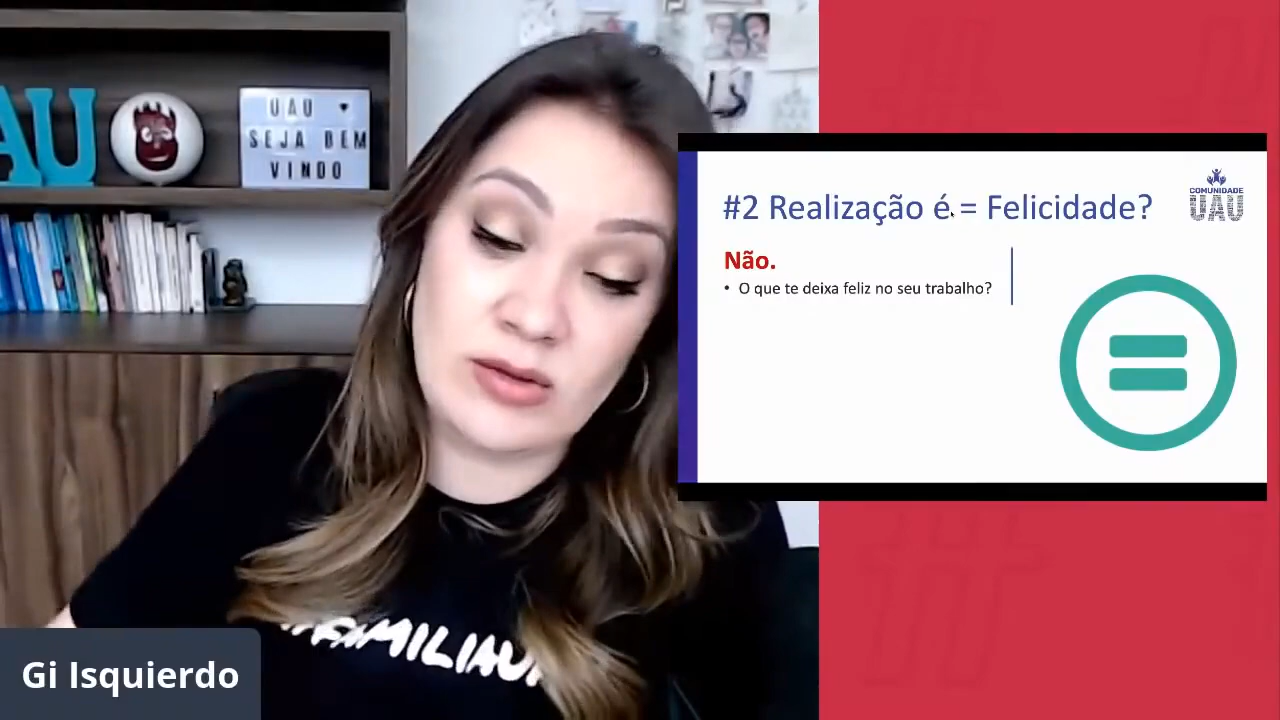 AU
UAU ♥
SEJA BEM
VINDO
#2 Realização é = Felicidade?
COMUNIDADE
UAU
Não.
• O que te deixa feliz no seu trabalho?
Gi Isquierdo